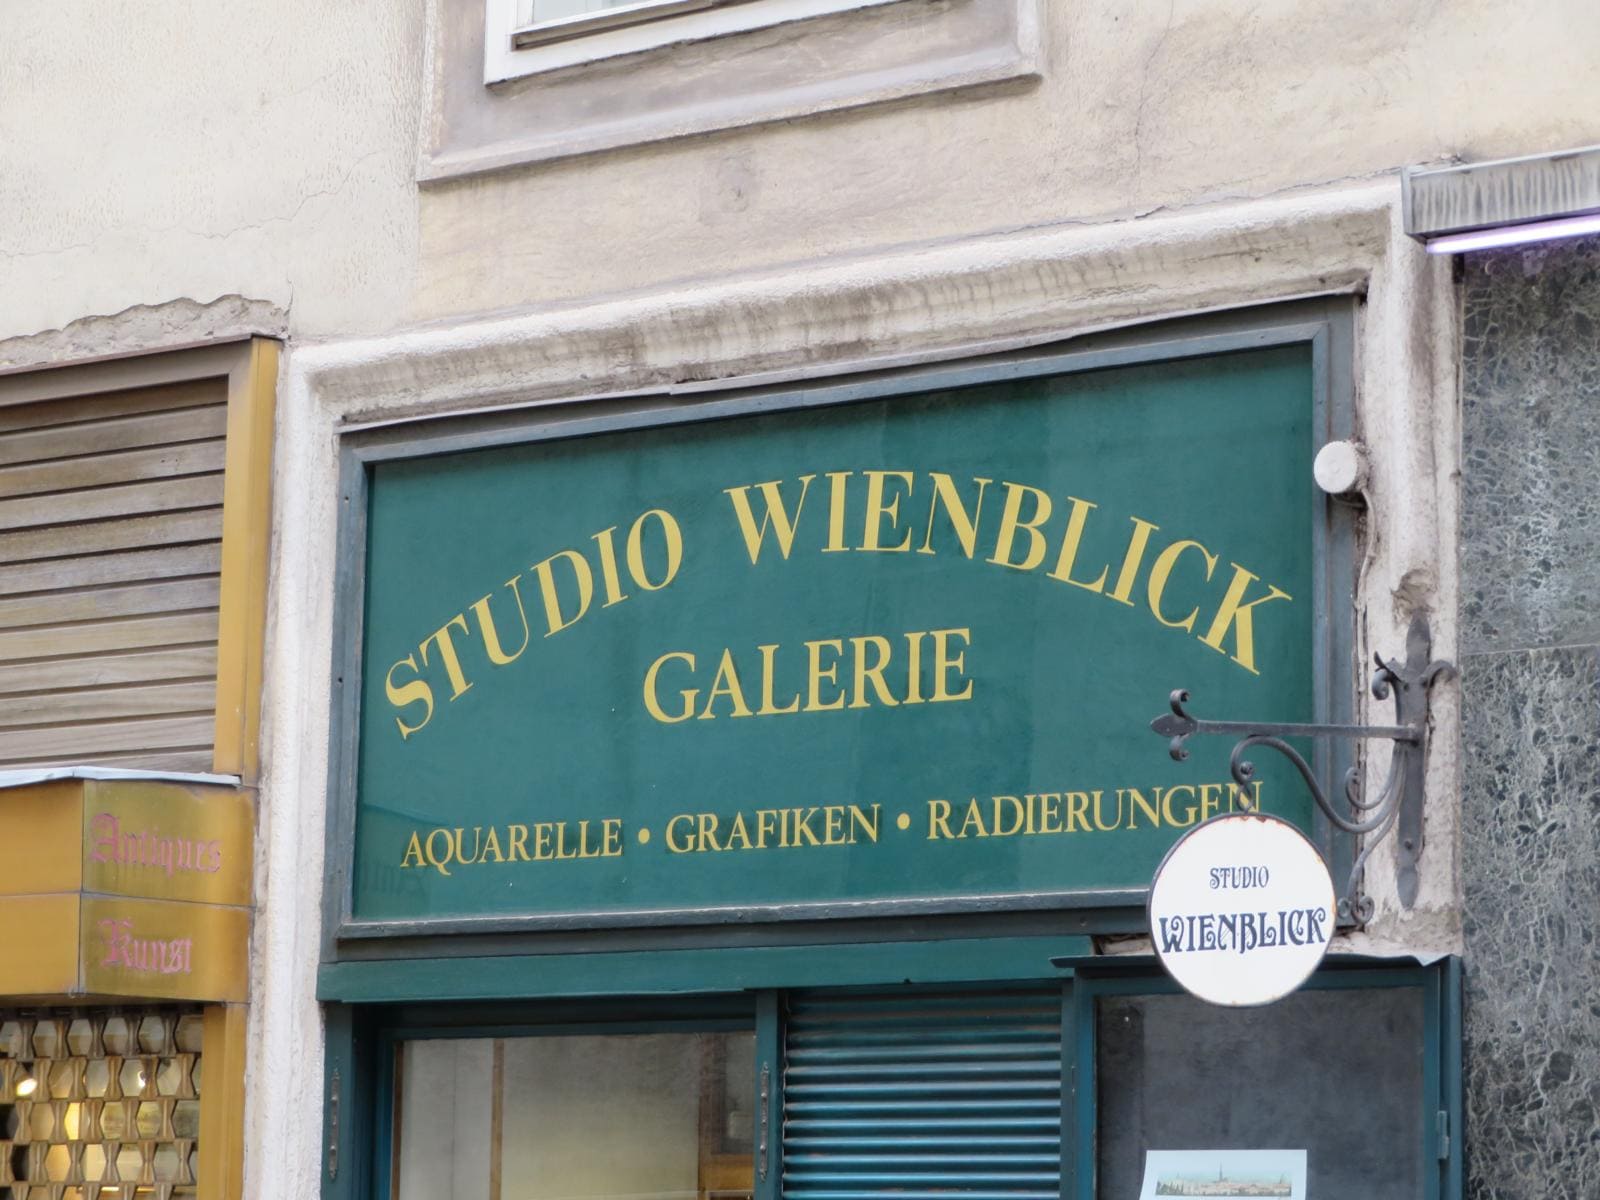 STUDIO WIENBLICK
GALERIE
AQUARELLE • GRAFIKEN • RADIERUNGEN
STUDIO
WIENBLICK
Antiques
Kunst